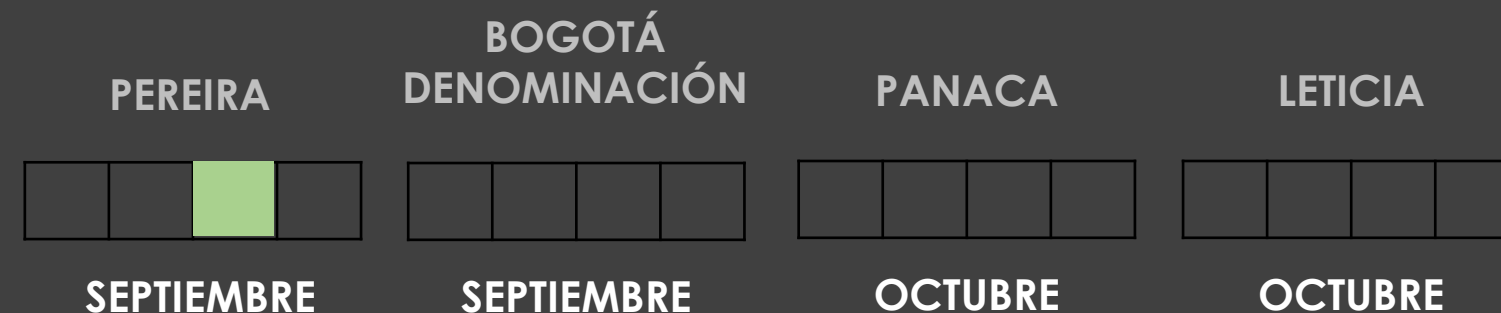 PEREIRA
BOGOTÁ
DENOMINACIÓN
PANACA
LETICIA
SEPTIEMBRE
SEPTIEMBRE
OCTUBRE
OCTUBRE